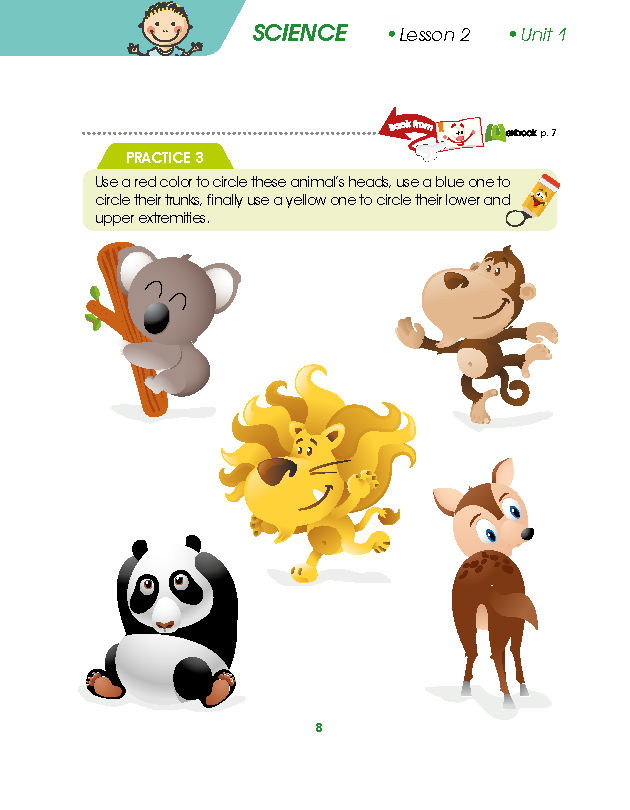 SCIENCE • Lesson 2 • Unit 1
Back from
Textbook p. 7
PRACTICE 3
Use a red color to circle these animal's heads, use a blue one to
circle their trunks, finally use a yellow one to circle their lower and
upper extremities.
8